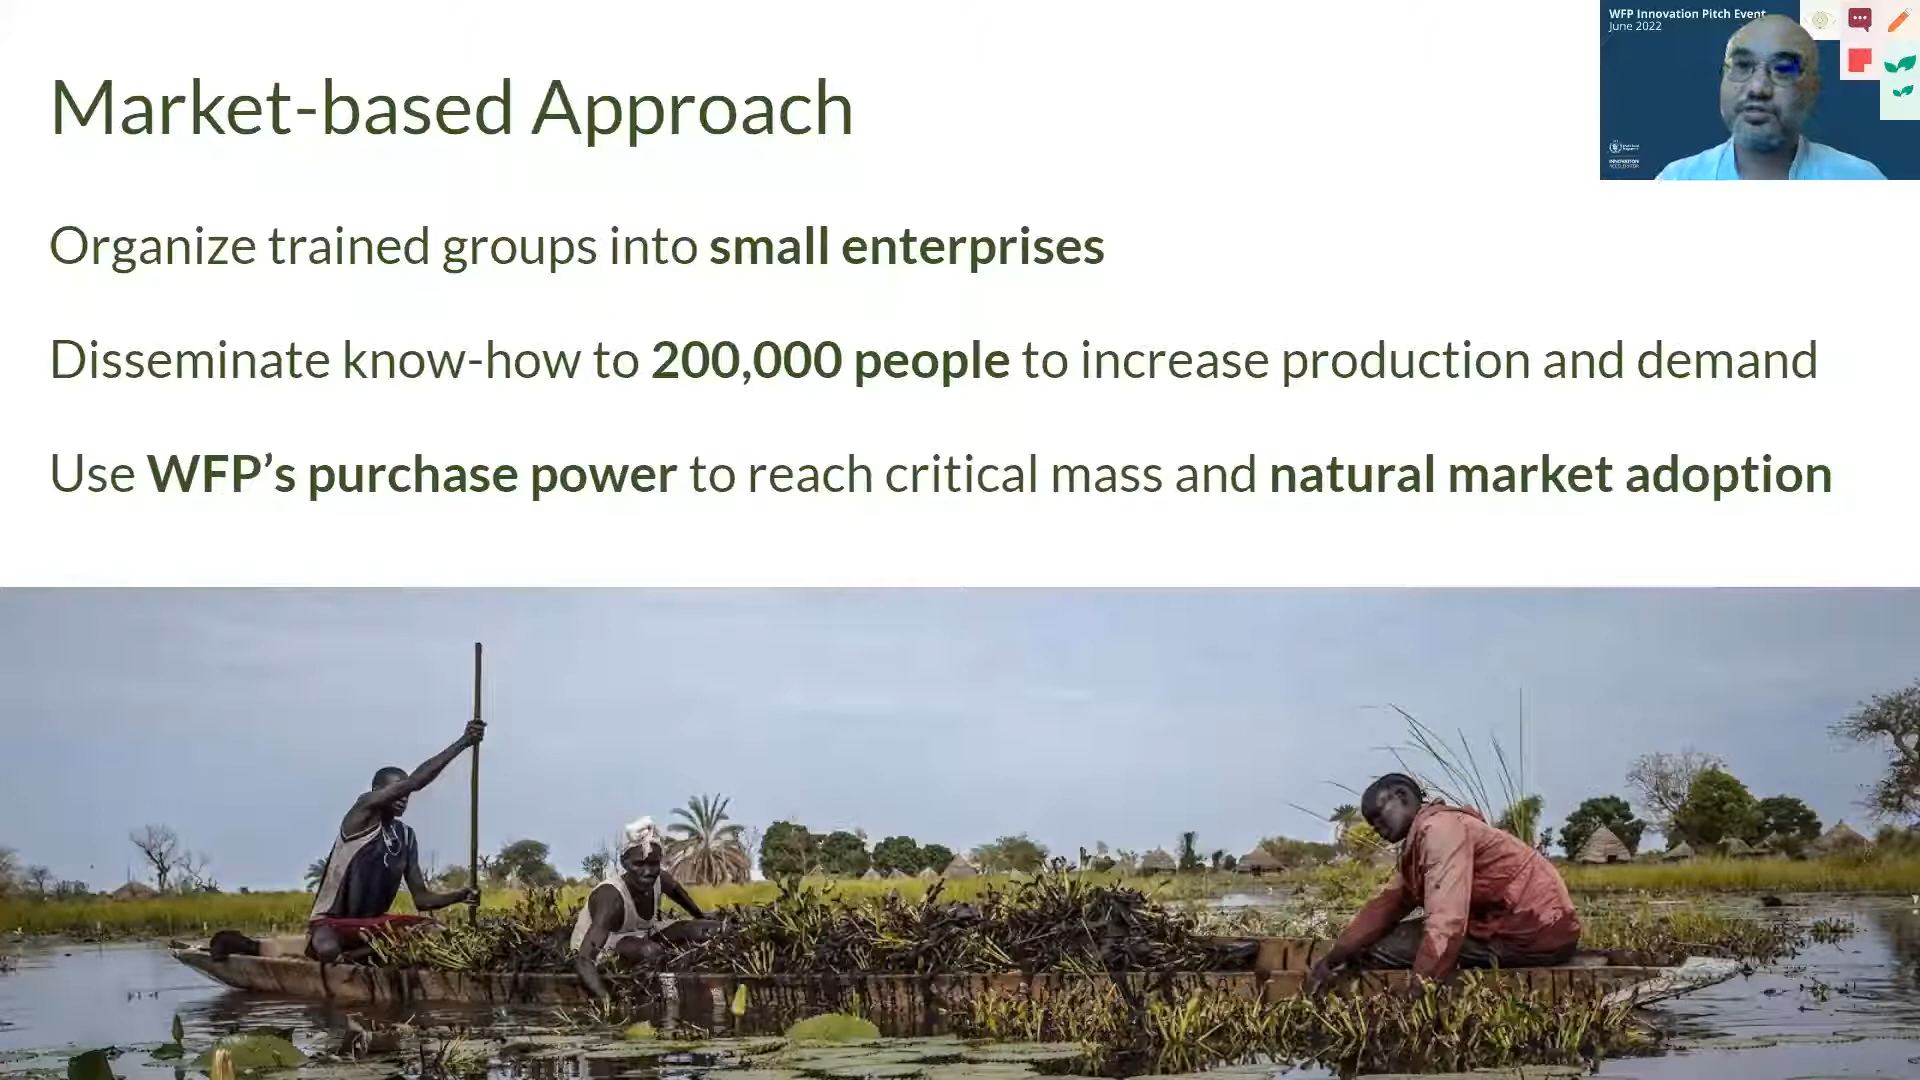 Market-based Approach
WFP Innovation Pitch Event
June 2022
Organize trained groups into small enterprises
Disseminate know-how to 200,000 people to increase production and demand
Use WFP’s purchase power to reach critical mass and natural market adoption
INNOVATION
ACCELERATOR